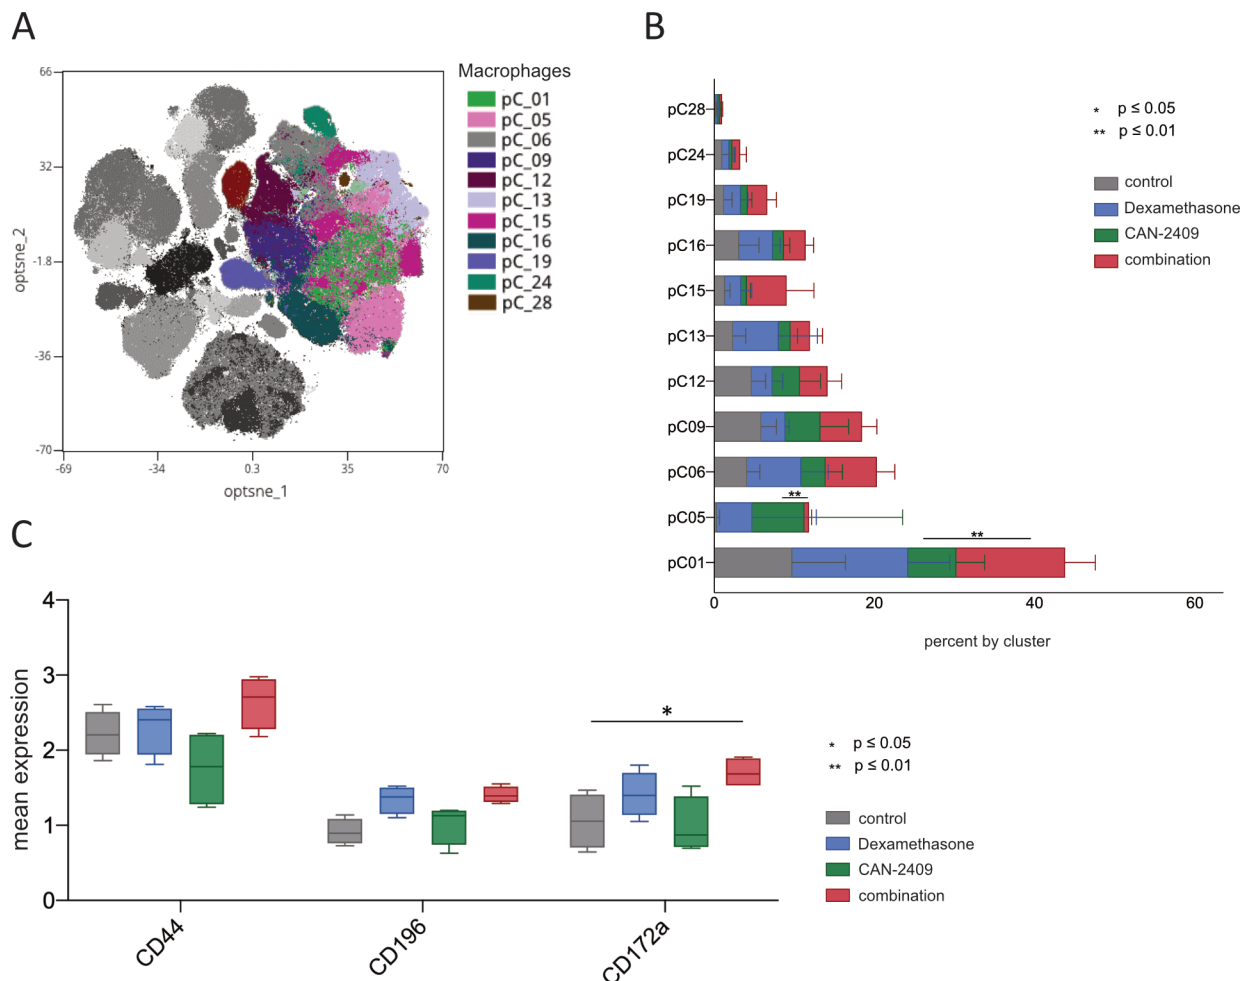 A
Macrophages
pC_01
pC_05
pC_06
pC_09
pC_12
pC_13
pC_15
pC_16
pC_19
pC_24
pC_28
66
32
-1.8
-36
-70
optsne_2
-69
-34
0.3
35
70
optsne_1
B
pC28
pC24
pC19
pC16
pC15
pC13
pC12
pC09
pC06
pC05
pC01
**
**
0
20
40
60
percent by cluster
* p ≤ 0.05
** p ≤ 0.01
control
Dexamethasone
CAN-2409
combination
C
4
3
2
1
0
mean expression
*
CD44
CD196
CD172a
* p ≤ 0.05
** p ≤ 0.01
control
Dexamethasone
CAN-2409
combination